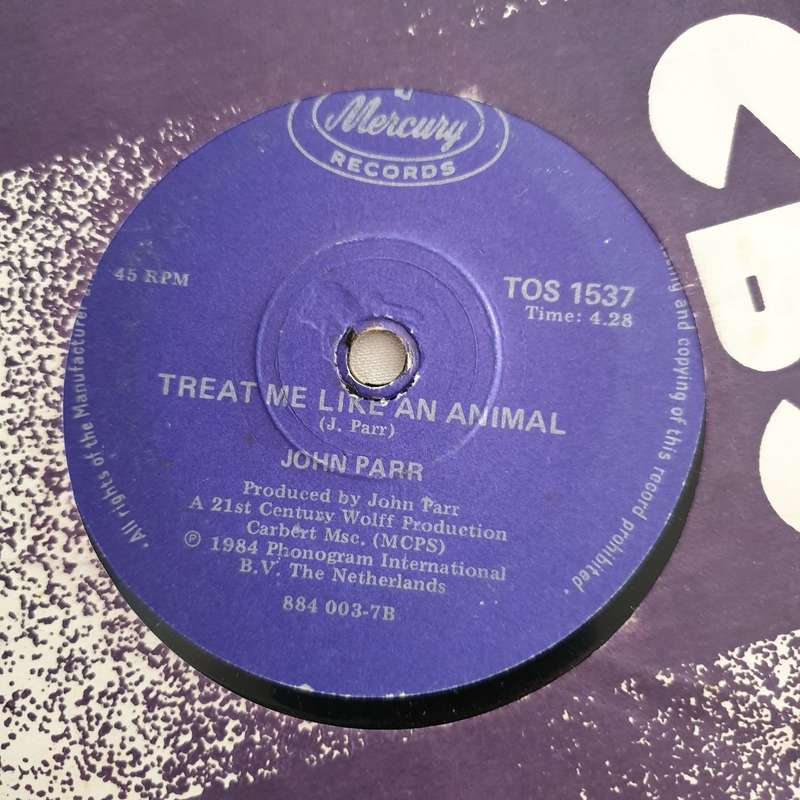 Mercury
RECORDS
45 RPM
TOS 1537
Time: 4.28
TREAT ME LIKE AN ANIMAL
(J. Parr)
JOHN PARR
Produced by John Parr
A 21st Century Wolff Production
Carbert Msc. (MCPS)
℗ 1984 Phonogram International
B.V. The Netherlands
884 003-7B
.All rights of the Manufacturer
and copying of this record prohibited.